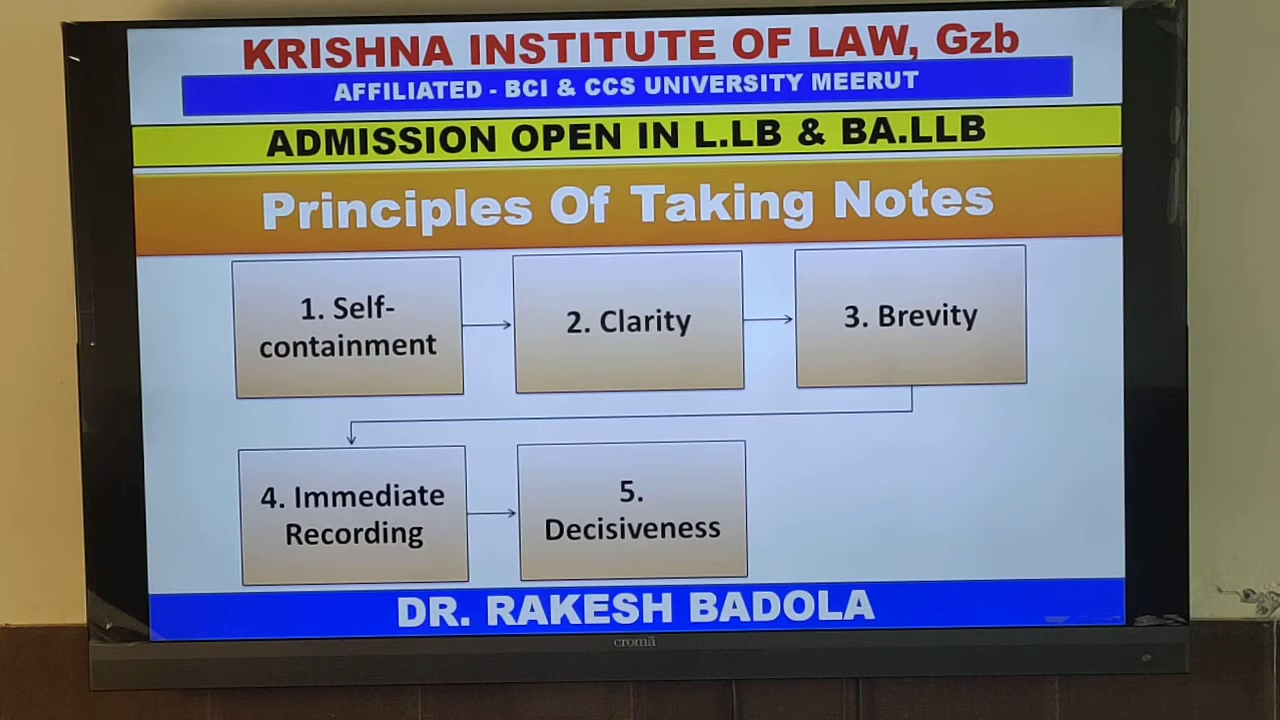 KRISHNA INSTITUTE OF LAW, Gzb
AFFILIATED - BCI & CCS UNIVERSITY MEERUT
ADMISSION OPEN IN L.LB & BA.LLB
Principles Of Taking Notes
1. Self-
containment
2. Clarity
3. Brevity
4. Immediate
Recording
5.
Decisiveness
DR. RAKESH BADOLA
cromā